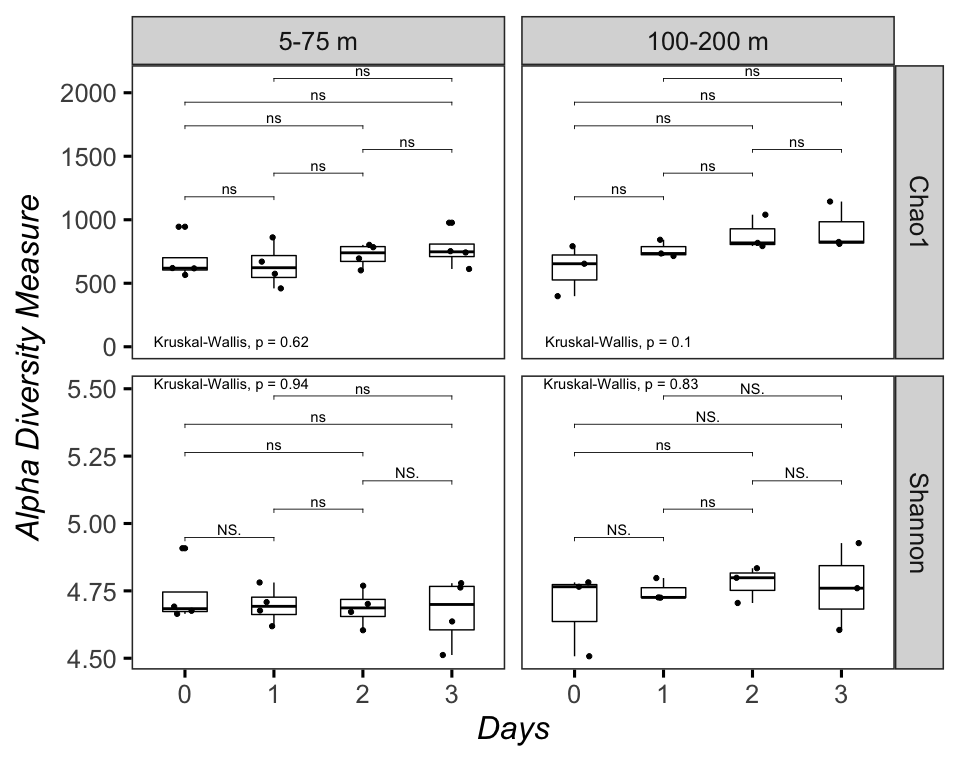 5-75 m
100-200 m
Alpha Diversity Measure
2000
1500
1000
500
0
ns
ns
ns
ns
ns
ns
Kruskal-Wallis, p = 0.62
ns
ns
ns
ns
ns
ns
Kruskal-Wallis, p = 0.1
Chao1
5.50
5.25
5.00
4.75
4.50
Kruskal-Wallis, p = 0.94
ns
ns
ns
NS.
ns
NS.
Kruskal-Wallis, p = 0.83
NS.
NS.
ns
NS.
ns
NS.
Shannon
0 1 2 3
0 1 2 3
Days